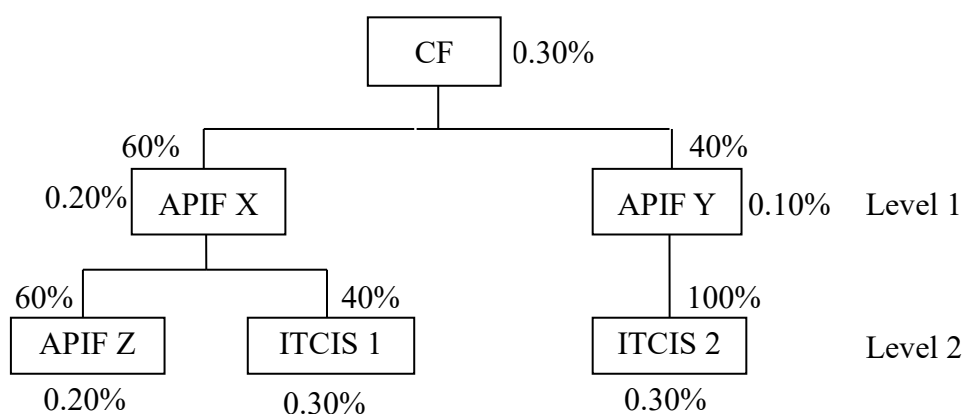 CF 0.30%
60% 40%
0.20% APIF X APIF Y 0.10% Level 1
60% 40% 100%
APIF Z ITCIS 1 ITCIS 2 Level 2
0.20% 0.30% 0.30%